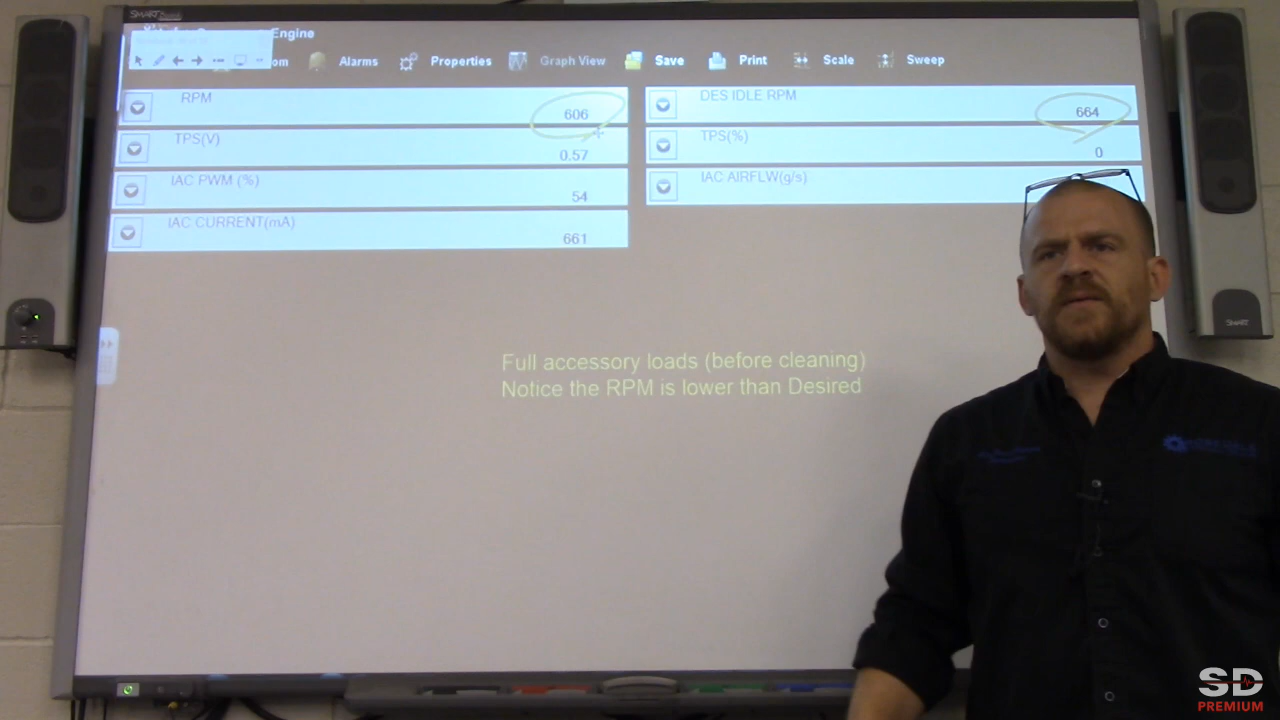 SMART
Engine
Alarms
Properties
Graph View
Save
Print
Scale
Sweep
RPM
606
DES IDLE RPM
664
TPS(V)
0.57
TPS(%)
0
IAC PWM (%)
54
IAC AIRFLW(g/s)
IAC CURRENT(mA)
661
Full accessory loads (before cleaning)
Notice the RPM is lower than Desired
SMART
SD
PREMIUM